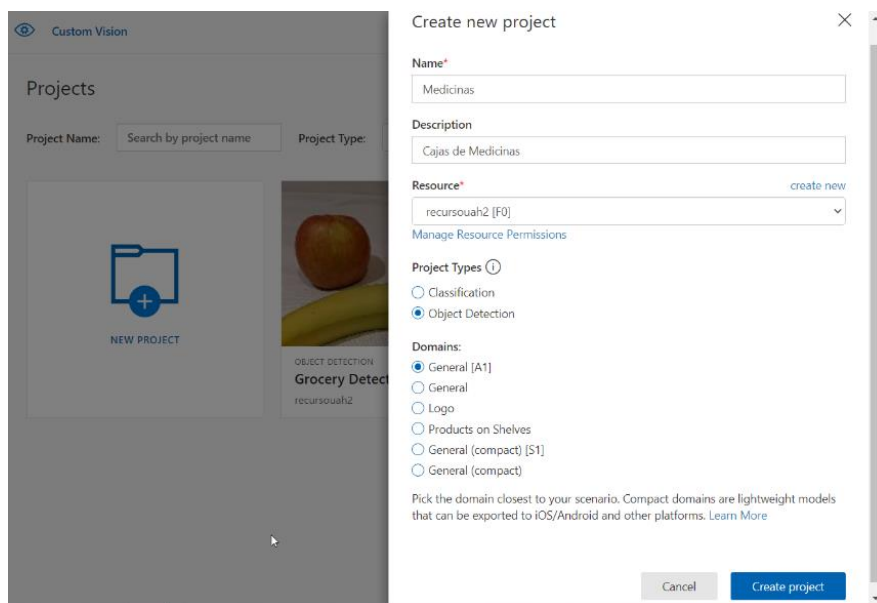 Custom Vision
Projects
Project Name: Search by project name Project Type:
NEW PROJECT
OBJECT DETECTION
Grocery Detect
recursouah2
Create new project
Name*
Medicinas
Description
Cajas de Medicinas
Resource* create new
recursouah2 [F0]
Manage Resource Permissions
Project Types i
Classification
Object Detection
Domains:
General [A1]
General
Logo
Products on Shelves
General (compact) [S1]
General (compact)
Pick the domain closest to your scenario. Compact domains are lightweight models
that can be exported to iOS/Android and other platforms. Learn More
Cancel Create project